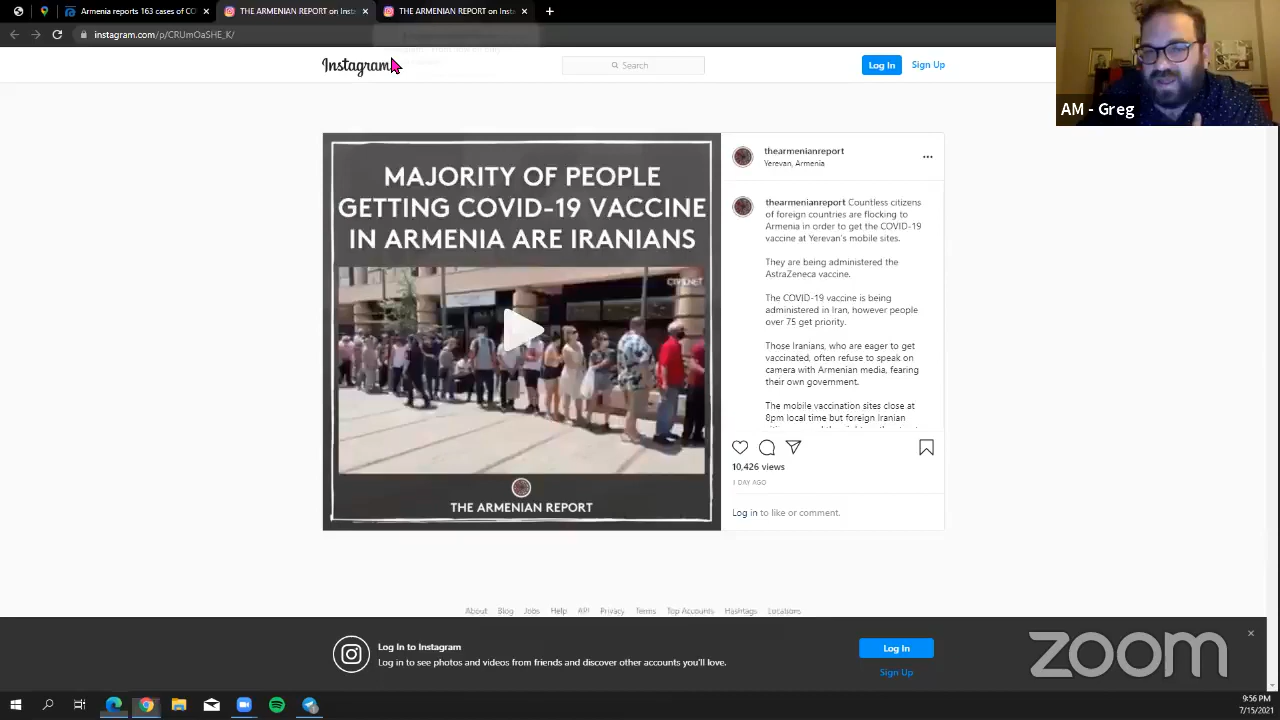 Armenia reports 163 cases of CO
THE ARMENIAN REPORT on Insta
THE ARMENIAN REPORT on Insta
instagram.com/p/CRUmOaSHE_K/
AM - Greg
Instagram
Search
Log In
Sign Up
MAJORITY OF PEOPLE
GETTING COVID-19 VACCINE
IN ARMENIA ARE IRANIANS
CIVILNET
THE ARMENIAN REPORT
thearmenianreport
Yerevan, Armenia
thearmenianreport Countless citizens
of foreign countries are flocking to
Armenia in order to get the COVID-19
vaccine at Yerevan's mobile sites.
They are being administered the
AstraZeneca vaccine.
The COVID-19 vaccine is being
administered in Iran, however people
over 75 get priority.
Those Iranians, who are eager to get
vaccinated, often refuse to speak on
camera with Armenian media, fearing
their own government.
The mobile vaccination sites close at
8pm local time but foreign Iranian
10,426 views
1 DAY AGO
Log in to like or comment.
About Blog Jobs Help API Privacy Terms Top Accounts Hashtags Locations
Log In to Instagram
Log in to see photos and videos from friends and discover other accounts you'll love.
Log In
Sign Up
zoom
9:56 PM
7/15/2021